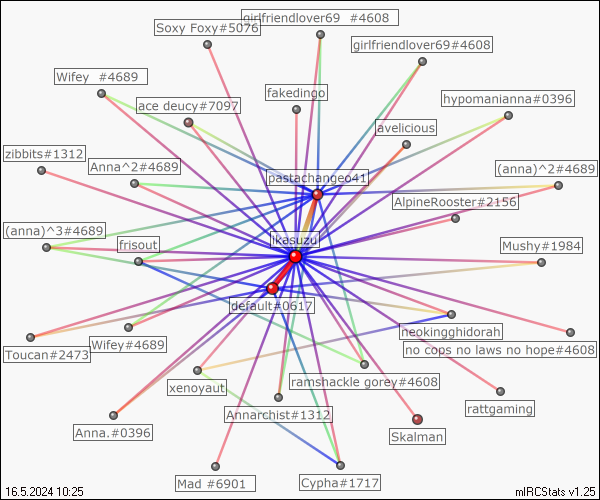 girlfriendlover69   #4608
Soxy Foxy#5076
girlfriendlover69#4608
Wifey  #4689
fakedingo
hypomanianna#0396
ace deucy#7097
avelicious
zibbits#1312
Anna^2#4689
pastachangeo41
(anna)^2#4689
AlpineRooster#2156
(anna)^3#4689
frisout
ikasuzu
Mushy#1984
default#0617
neokingghidorah
Toucan#2473
Wifey#4689
no cops no laws no hope#4608
xenoyaut
ramshackle gorey#4608
Annarchist#1312
rattgaming
Anna.#0396
Skalman
Mad #6901
Cypha#1717
16.5.2024 10:25
mIRCStats v1.25